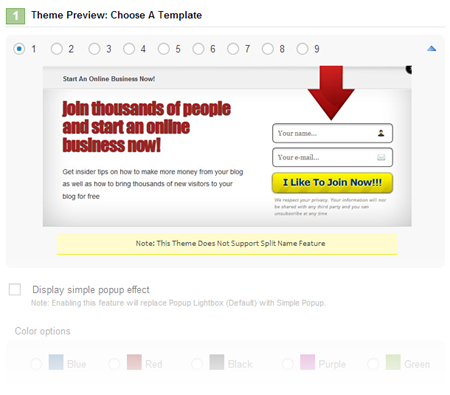 1 Theme Preview: Choose A Template
1 2 3 4 5 6 7 8 9
Start An Online Business Now!
join thousands of people
and start an online
business now!
Get insider tips on how to make more money from your blog
as well as how to bring thousands of new visitors to your
blog for free
Your name...
Your e-mail...
I Like To Join Now!!!
We respect your privacy. Your information will not
be shared with any third party and you can
unsubscribe at any time
Note: This Theme Does Not Support Split Name Feature
Display simple popup effect
Note: Enabling this feature will replace Popup Lightbox (Default) with Simple Popup.
Color options
Blue Red Black Purple Green